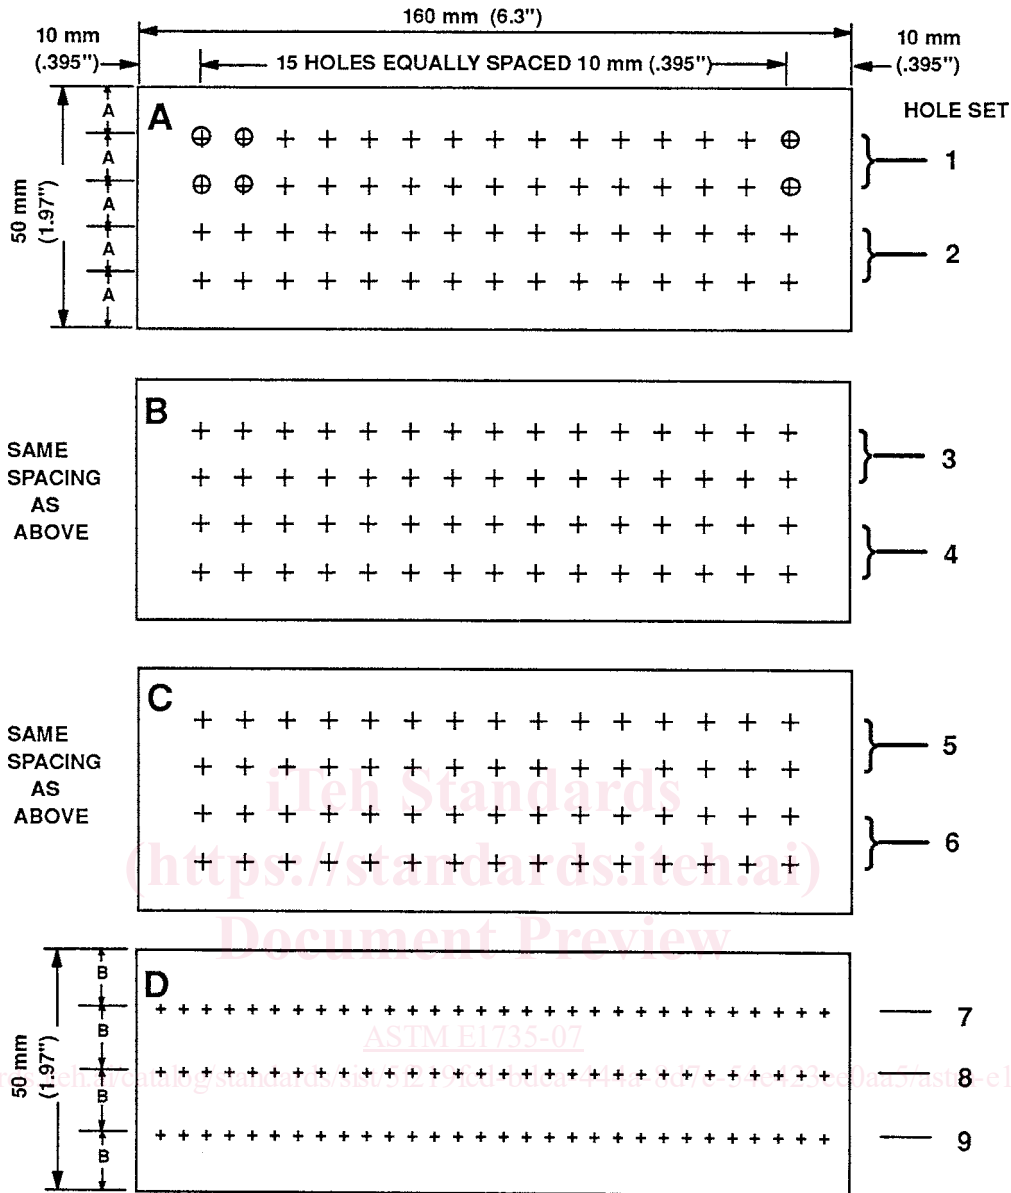 160 mm (6.3")
10 mm
(.395")
15 HOLES EQUALLY SPACED 10 mm (.395")
10 mm
(.395")
HOLE SET
A
A
A
A
A
50 mm
(1.97")
A
1
2
B
SAME
SPACING
AS
ABOVE
3
4
C
SAME
SPACING
AS
ABOVE
5
6
iTeh Standards
(https://standards.iteh.ai)
Document Preview
D
B
B
B
B
50 mm
(1.97")
7
ASTM E1735-07
8
9